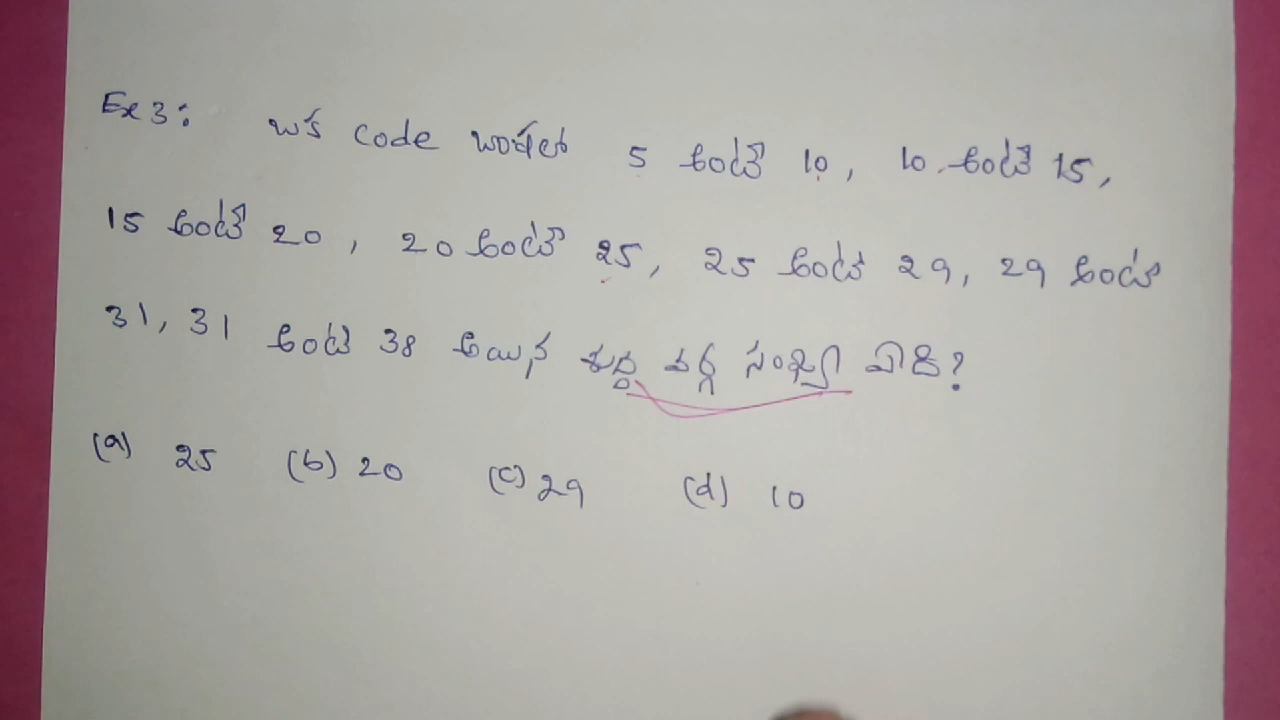 Ex 3: ఒక code బాషలో 5 అంటే 10, 10 అంటే 15,
15 అంటే 20, 20 అంటే 25, 25 అంటే 29, 29 అంటే
31, 31 అంటే 38 అయిన శుద్ధ వర్గ సంఖ్యా ఏది?
(a) 25 (b) 20 (c) 29 (d) 10